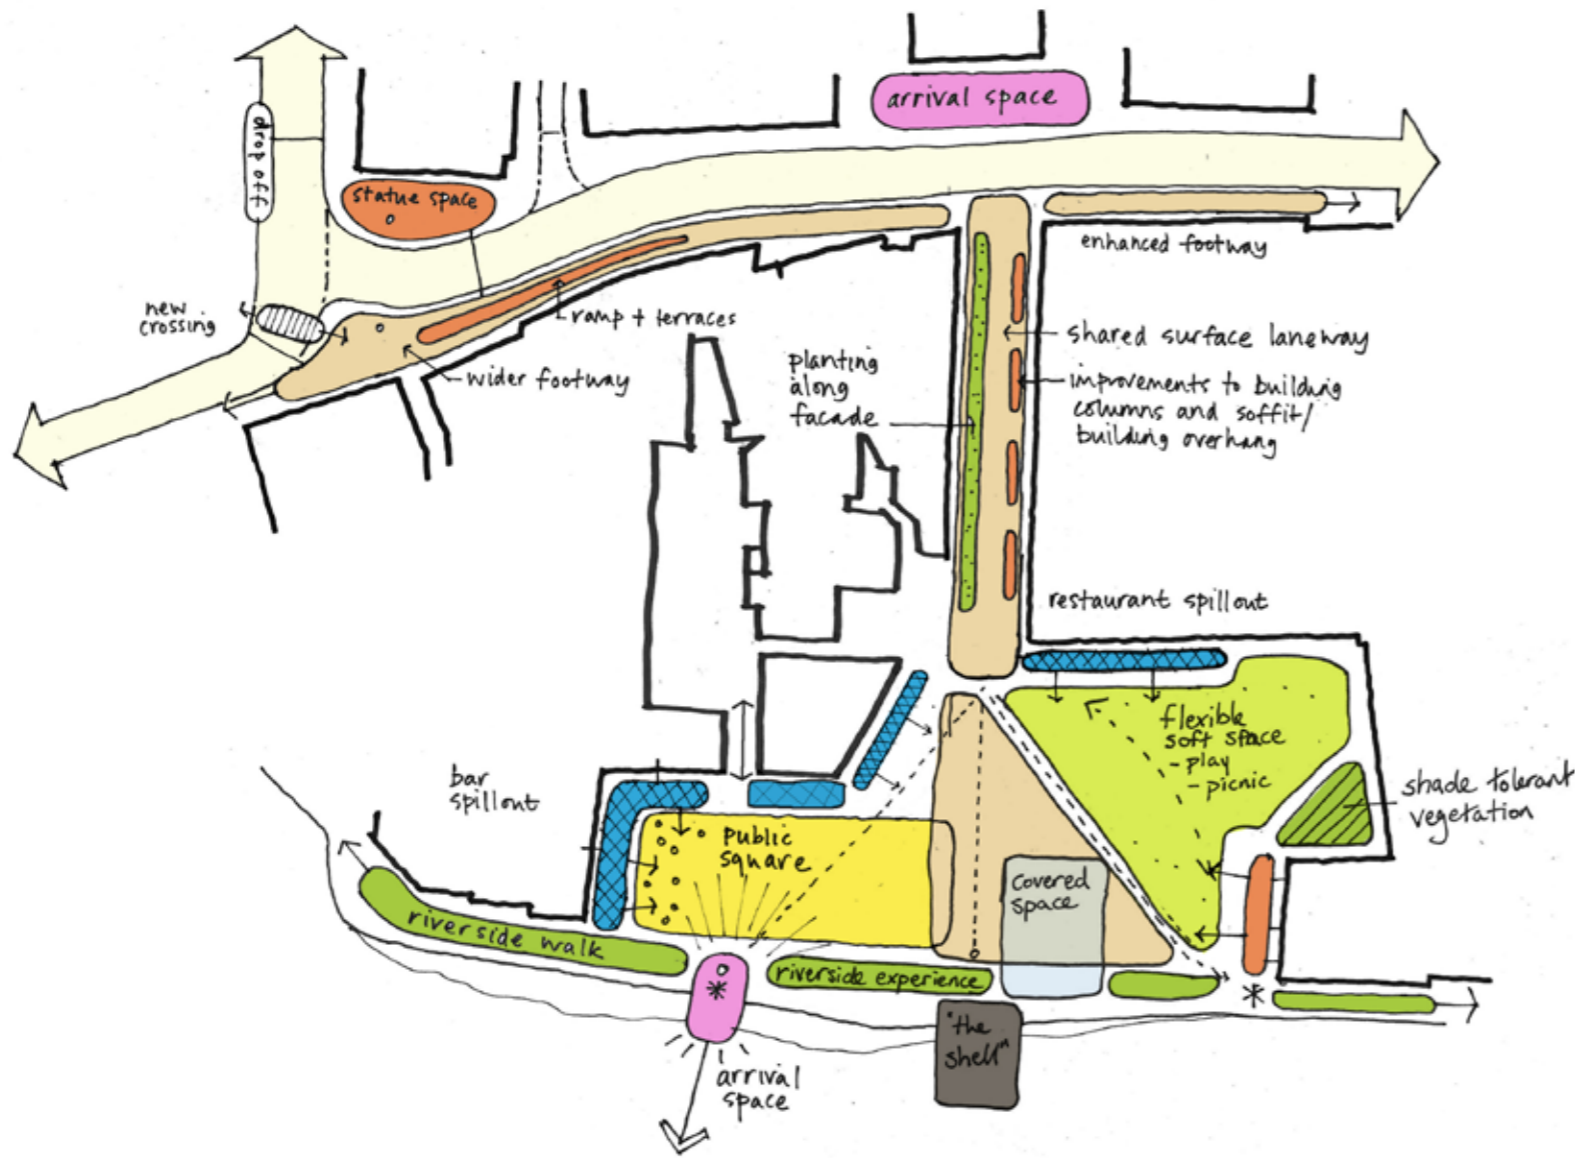 arrival space
drop off
statue space
enhanced footway
new
crossing
ramp + terraces
wider footway
shared surface laneway
planting
along
facade
improvements to building
columns and soffit/
building overhang
restaurant spillout
flexible
soft space
- play
- picnic
bar
spillout
shade tolerant
vegetation
public
square
covered
space
riverside walk
riverside experience
"the
shell"
arrival
space